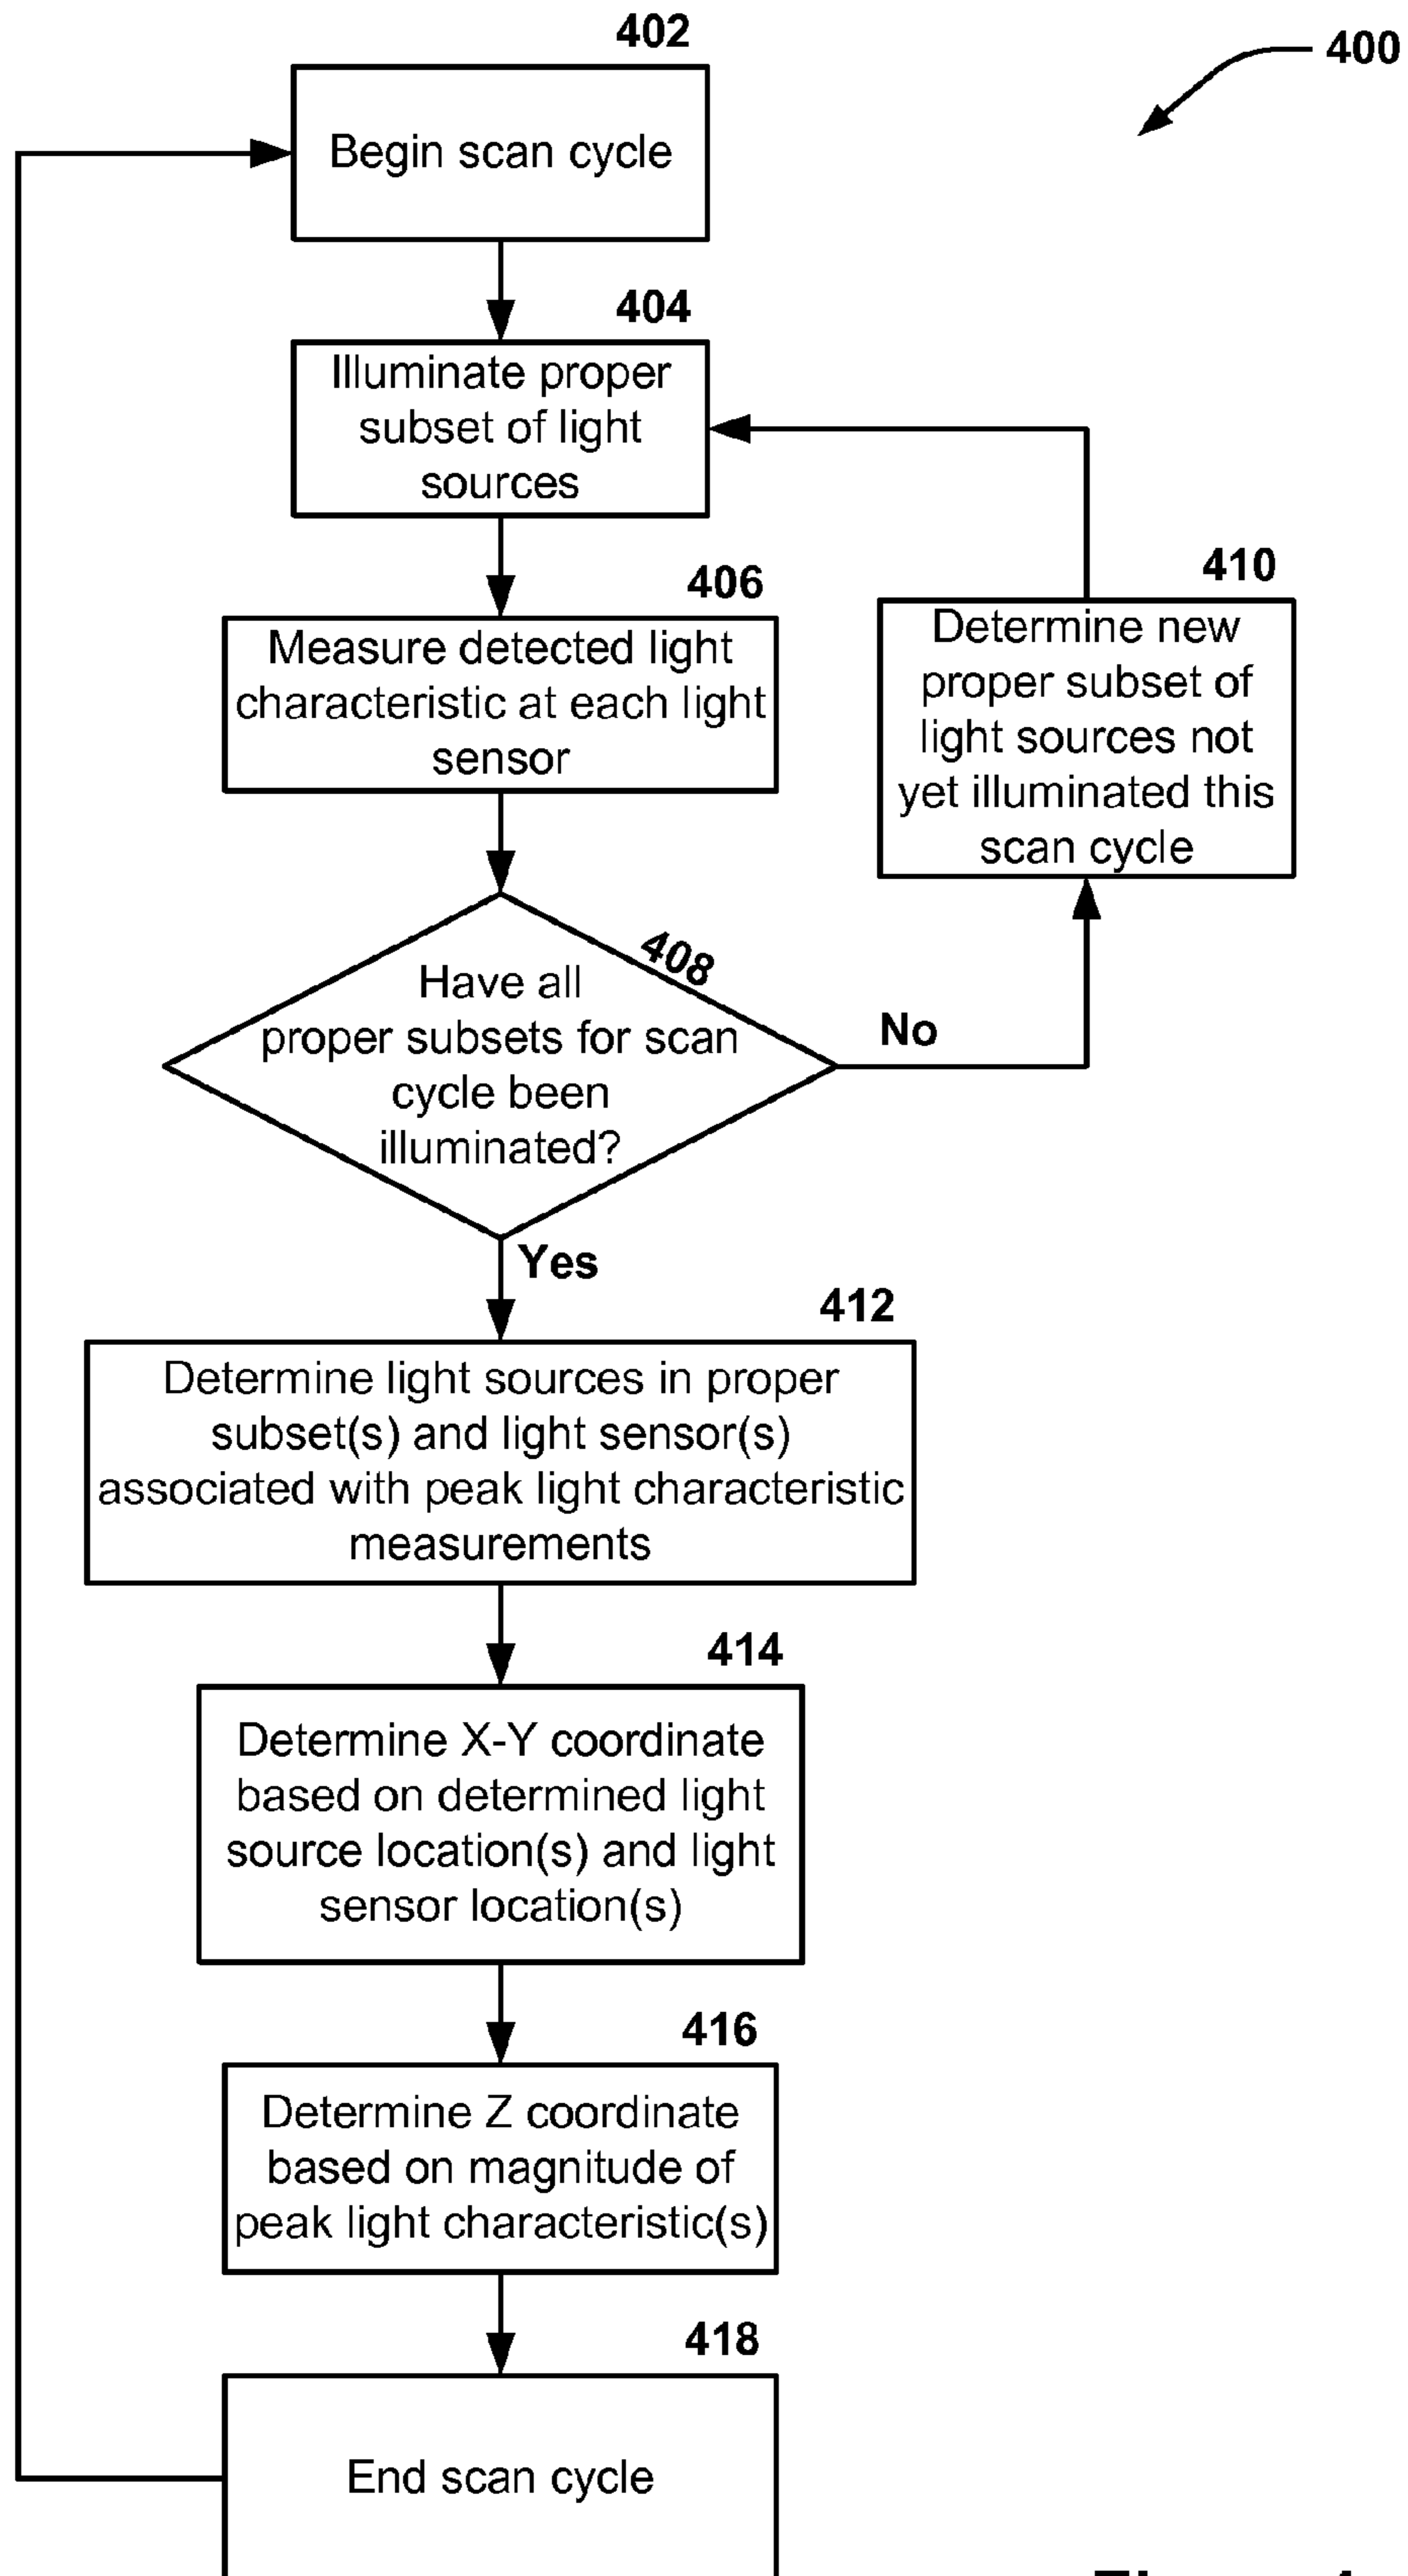 402
400
Begin scan cycle
404
Illuminate proper
subset of light
sources
406
Measure detected light
characteristic at each light
sensor
410
Determine new
proper subset of
light sources not
yet illuminated this
scan cycle
408
Have all
proper subsets for scan
cycle been
illuminated?
No
Yes
412
Determine light sources in proper
subset(s) and light sensor(s)
associated with peak light characteristic
measurements
414
Determine X-Y coordinate
based on determined light
source location(s) and light
sensor location(s)
416
Determine Z coordinate
based on magnitude of
peak light characteristic(s)
418
End scan cycle